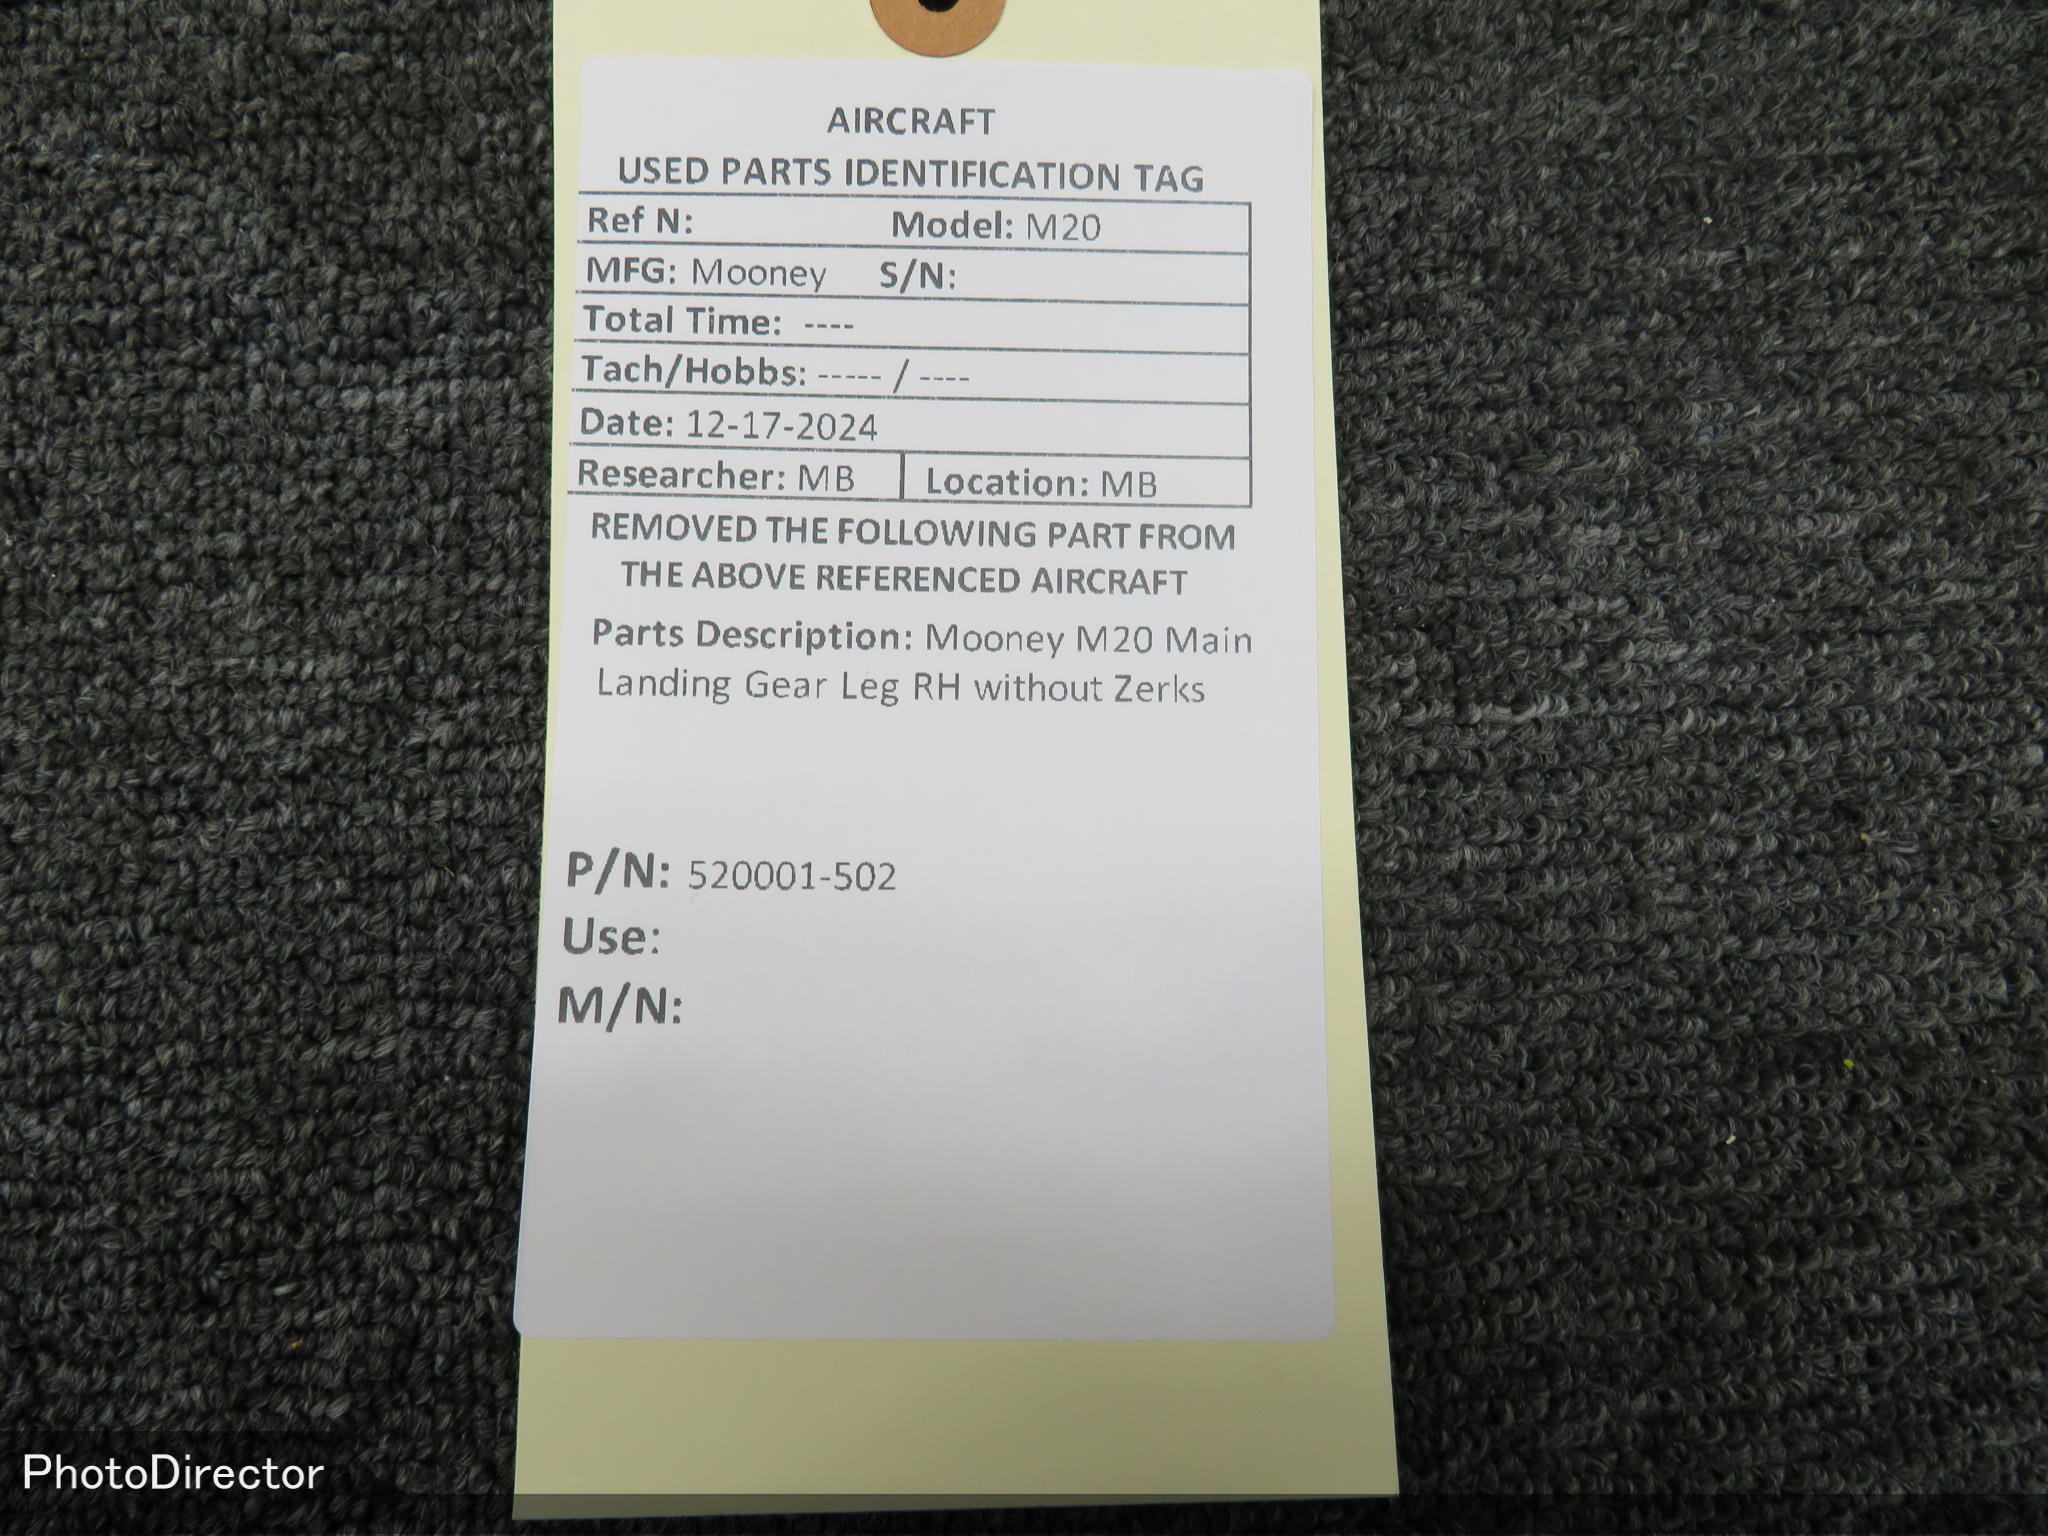 AIRCRAFT
USED PARTS IDENTIFICATION TAG
Ref N: Model: M20
MFG: Mooney S/N:
Total Time: ----
Tach/Hobbs: ----- / ----
Date: 12-17-2024
Researcher: MB Location: MB
REMOVED THE FOLLOWING PART FROM
THE ABOVE REFERENCED AIRCRAFT
Parts Description: Mooney M20 Main
Landing Gear Leg RH without Zerks
P/N: 520001-502
Use:
M/N:
PhotoDirector